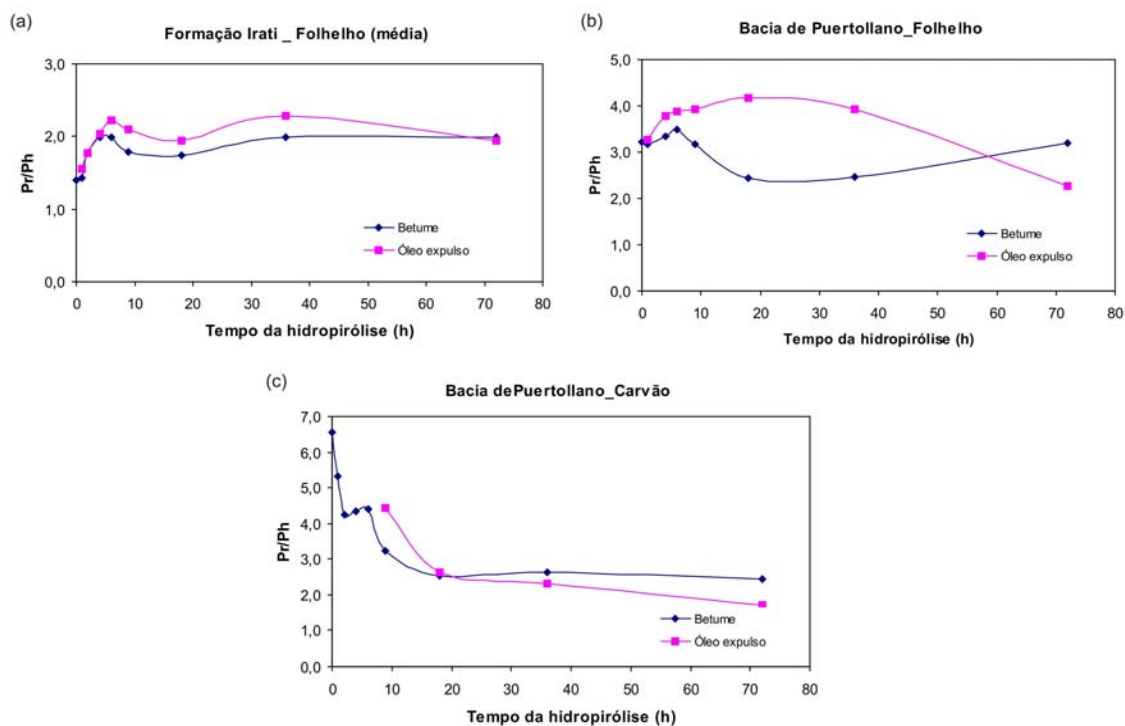 (a)
Formação Irati _ Folhelho (média)
3,0
2,0
1,0
0,0
Pr/Ph
0 10 20 30 40 50 60 70 80
Tempo da hidropirólise (h)
Betume
Óleo expulso
(b)
Bacia de Puertollano_Folhelho
5,0
4,0
3,0
2,0
1,0
0,0
Pr/Ph
0 10 20 30 40 50 60 70 80
Tempo da hidropirólise (h)
Betume
Óleo expulso
(c)
Bacia dePuertollano_Carvão
7,0
6,0
5,0
4,0
3,0
2,0
1,0
0,0
Pr/Ph
0 10 20 30 40 50 60 70 80
Tempo da hidropirólise (h)
Betume
Óleo expulso